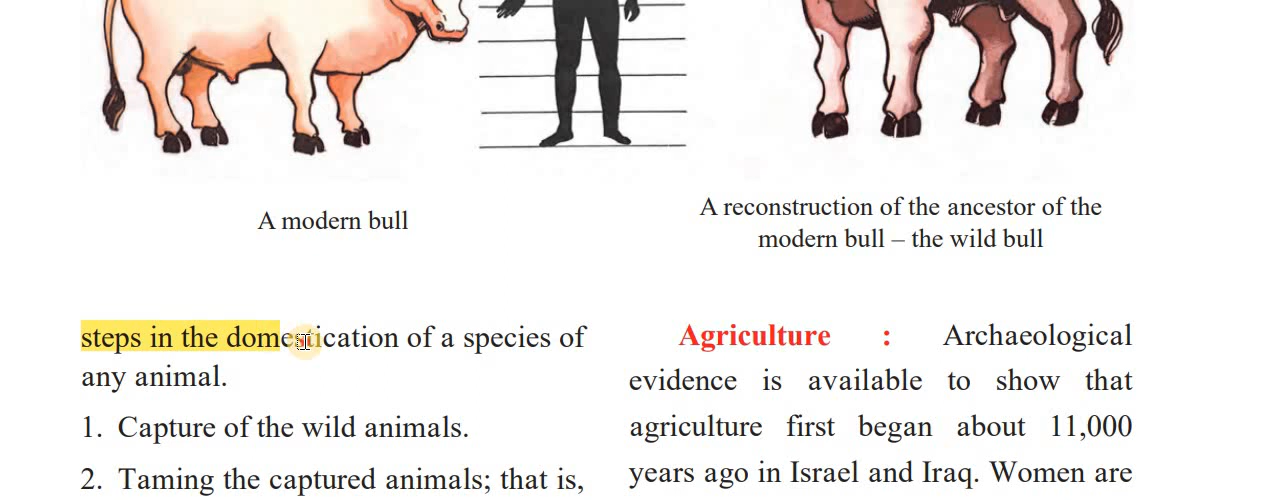 A modern bull
A reconstruction of the ancestor of the
modern bull – the wild bull
steps in the domestication of a species of
any animal.
1. Capture of the wild animals.
2. Taming the captured animals; that is,
Agriculture : Archaeological
evidence is available to show that
agriculture first began about 11,000
years ago in Israel and Iraq. Women are